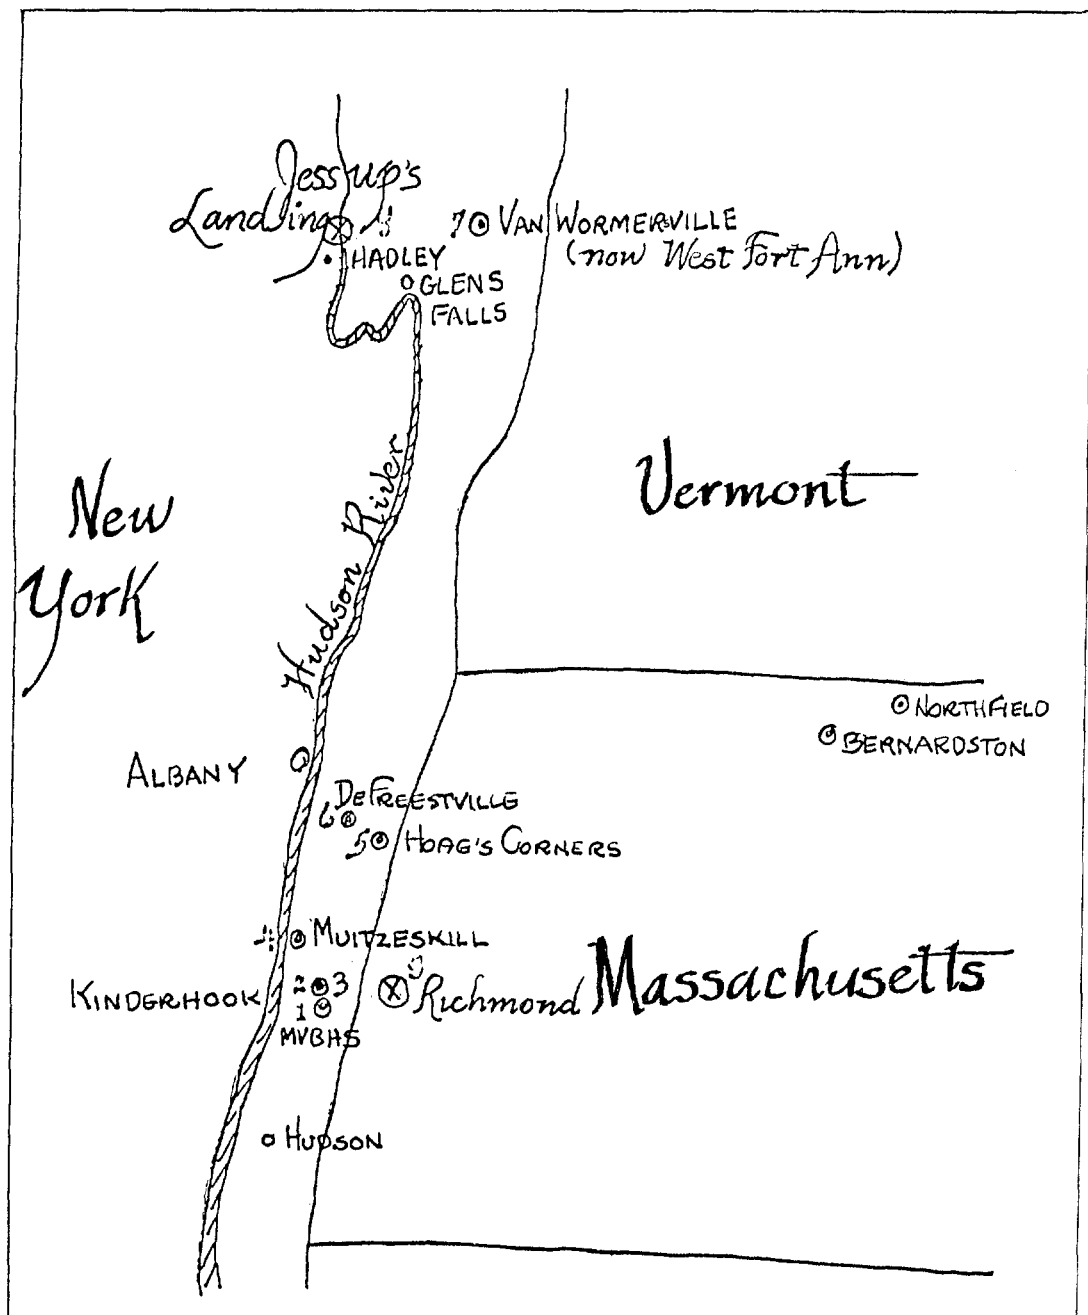 Jessup's
Landing
7 VAN WORMERVILLE
(now West Fort Ann)
HADLEY
GLENS
FALLS
Hudson River
New
York
Vermont
NORTHFIELD
BERNARDSTON
ALBANY
DEFREESTVILLE
6
5 HOAG'S CORNERS
4 MUITZESKILL
KINDERHOOK
2 3
1
MVBHS
Richmond
Massachusetts
HUDSON